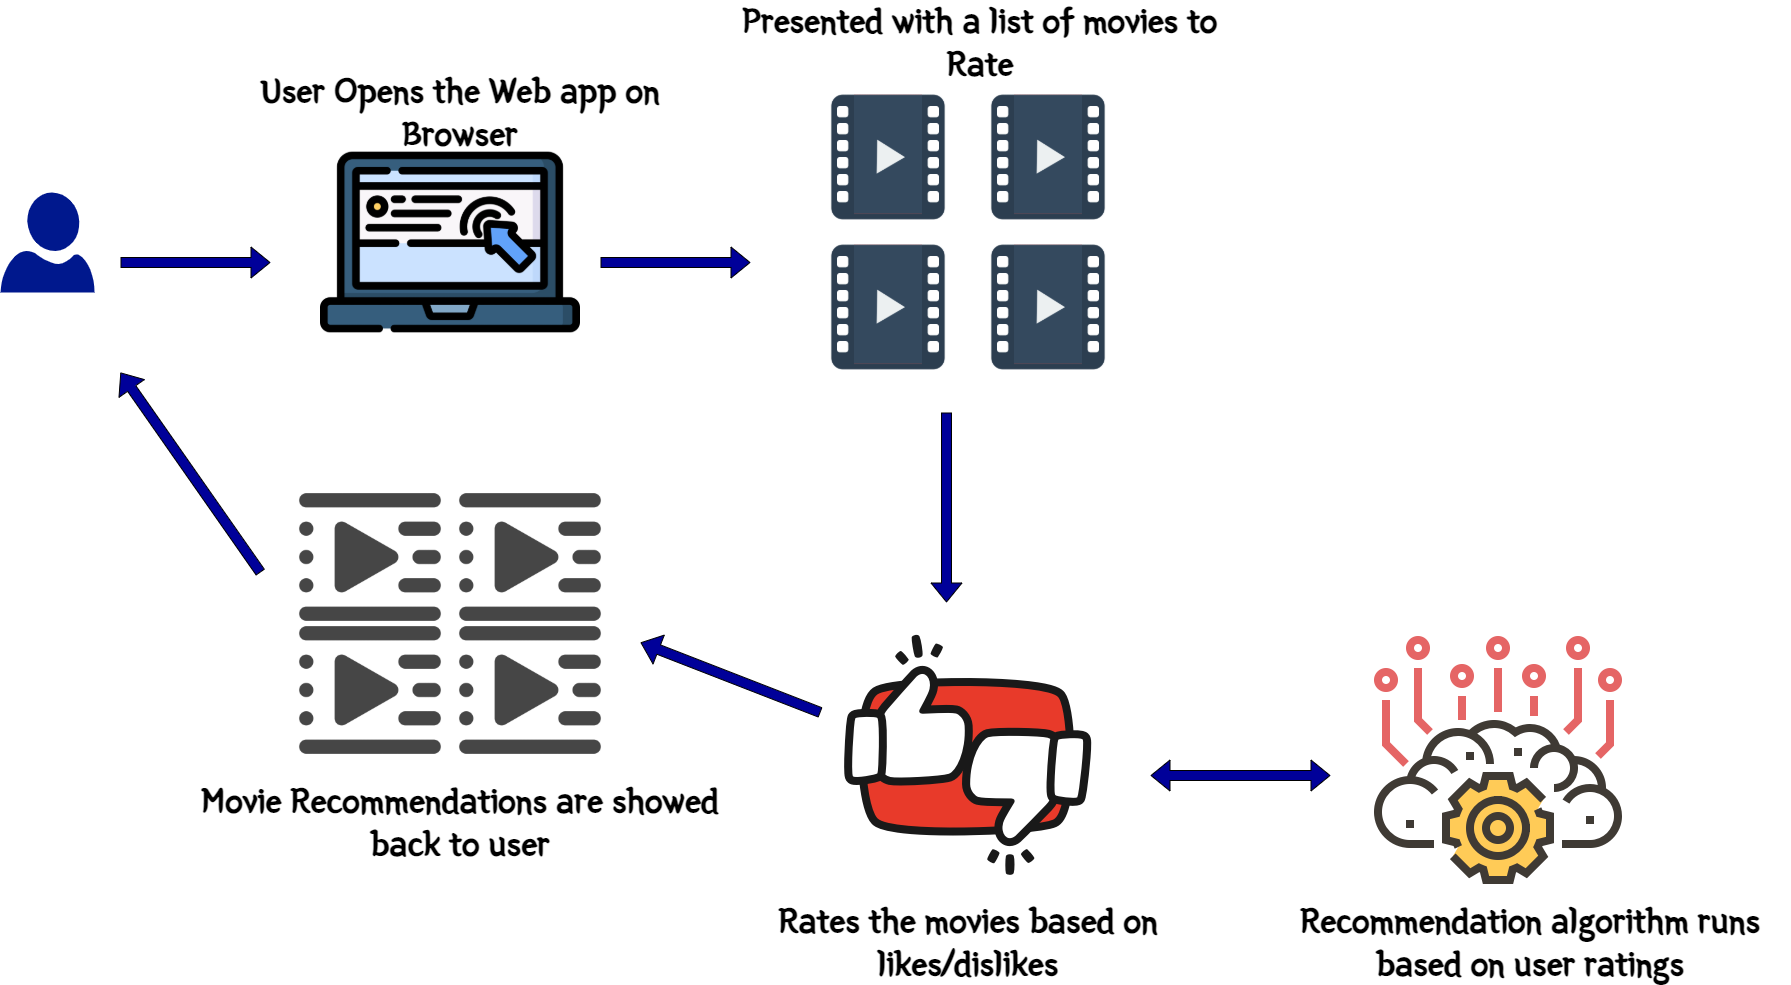 Presented with a list of movies to
Rate
User Opens the Web app on
Browser
Movie Recommendations are showed
back to user
Rates the movies based on
likes/dislikes
Recommendation algorithm runs
based on user ratings